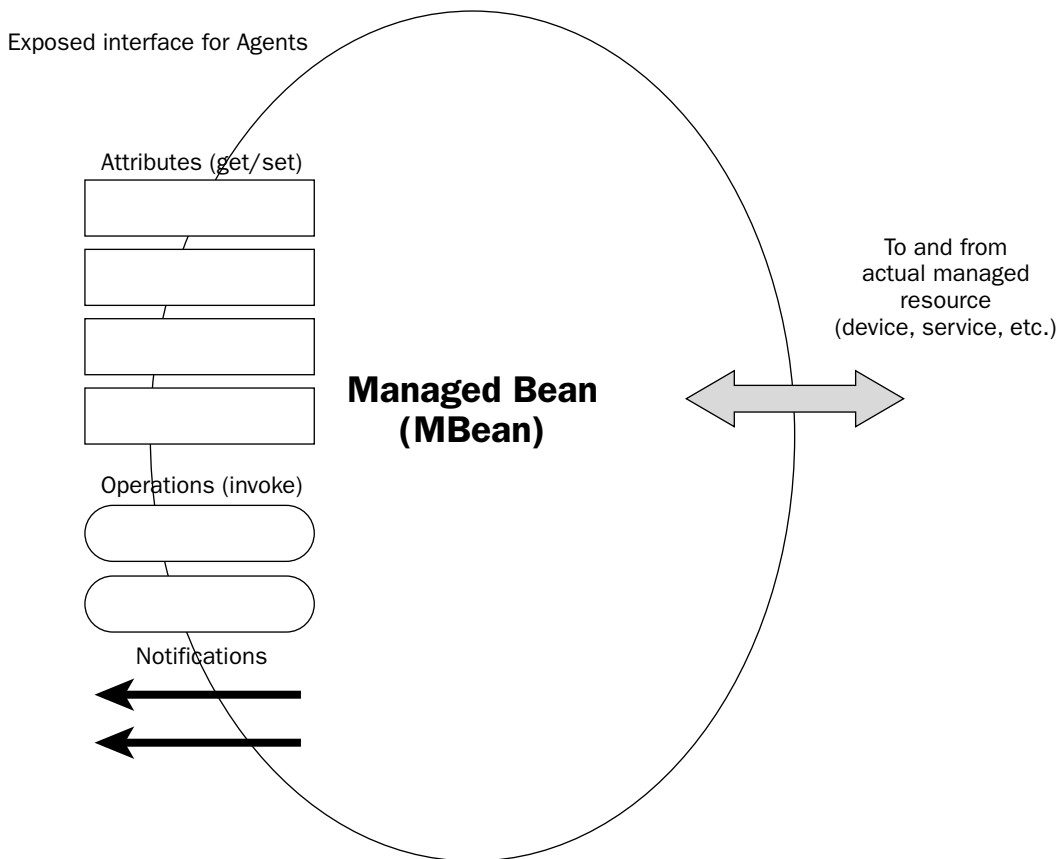 Exposed interface for Agents
Attributes (get/set)
Managed Bean
(MBean)
Operations (invoke)
Notifications
To and from
actual managed
resource
(device, service, etc.)